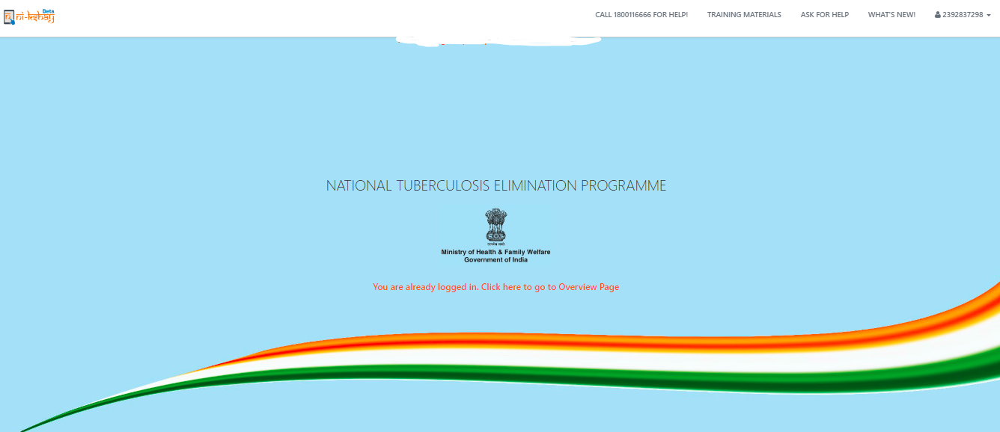 Beta
ni-kshay
CALL 1800116666 FOR HELP!
TRAINING MATERIALS
ASK FOR HELP
WHAT'S NEW!
2392837298
NATIONAL TUBERCULOSIS ELIMINATION PROGRAMME
सत्यमेव जयते
Ministry of Health & Family Welfare
Government of India
You are already logged in. Click here to go to Overview Page